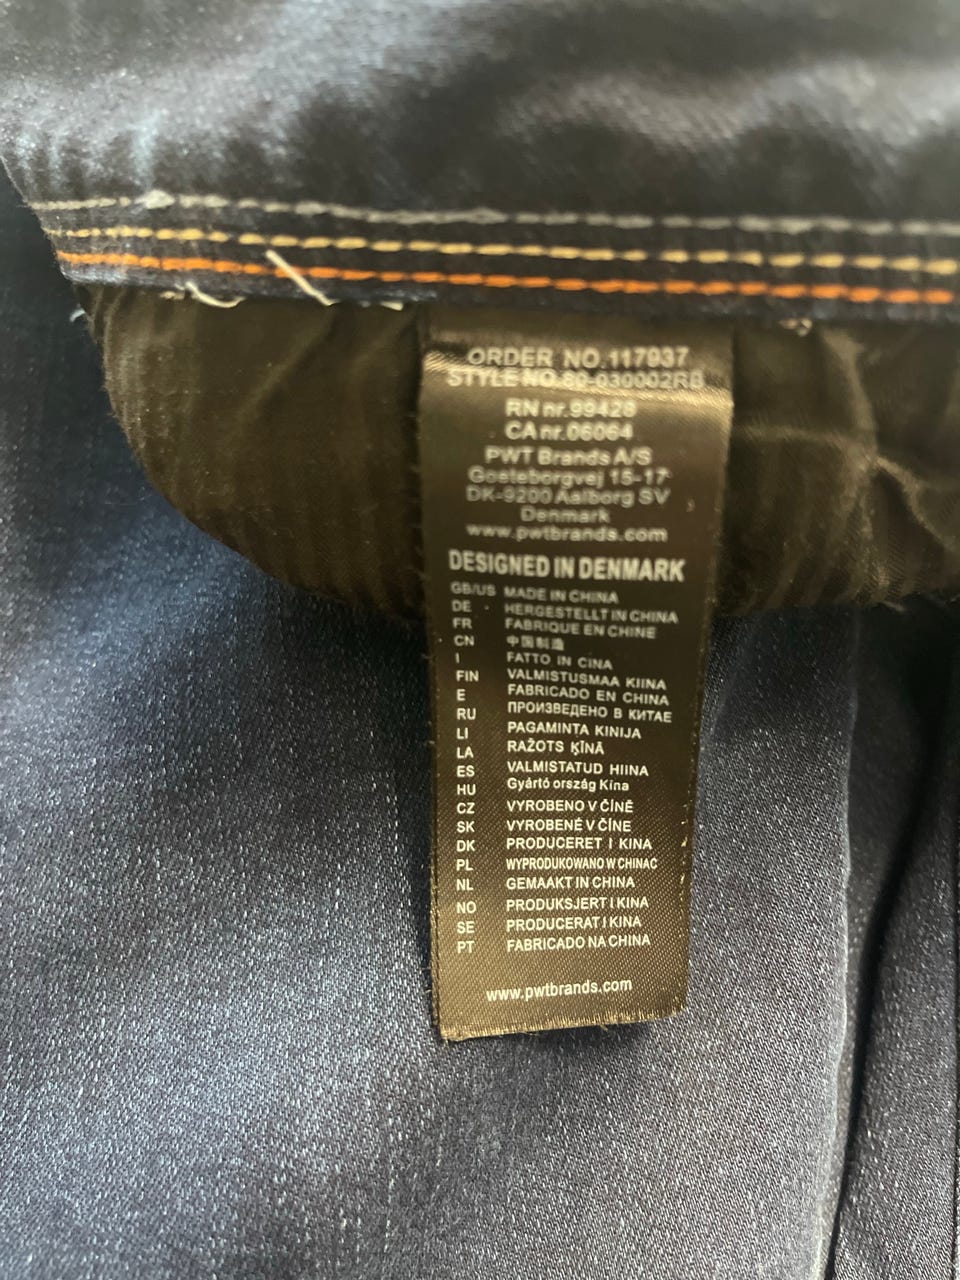 ORDER NO.117937
STYLE NO.80-030002RB
RN nr.99428
CA nr.06064
PWT Brands A/S
Goeteborgvej 15-17
DK-9200 Aalborg SV
Denmark
www.pwtbrands.com
DESIGNED IN DENMARK
GB/US MADE IN CHINA
DE HERGESTELLT IN CHINA
FR FABRIQUE EN CHINE
CN 中国制造
I FATTO IN CINA
FIN VALMISTUSMAA KIINA
E FABRICADO EN CHINA
RU ПРОИЗВЕДЕНО В КИТАЕ
LI PAGAMINTA KINIJA
LA RAŽOTS ĶĪNĀ
ES VALMISTATUD HIINA
HU Gyártó ország Kína
CZ VYROBENO V ČÍNĚ
SK VYROBENÉ V ČÍNE
DK PRODUCERET I KINA
PL WYPRODUKOWANO W CHINAC
NL GEMAAKT IN CHINA
NO PRODUKSJERT I KINA
SE PRODUCERAT I KINA
PT FABRICADO NA CHINA
www.pwtbrands.com